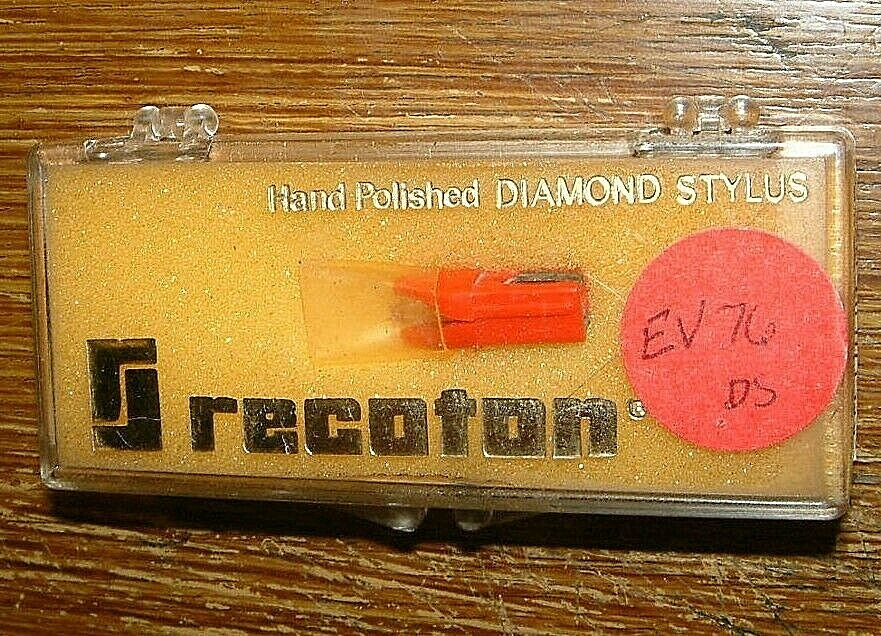 Hand Polished DIAMOND STYLUS
EV 76
DS
recoton®